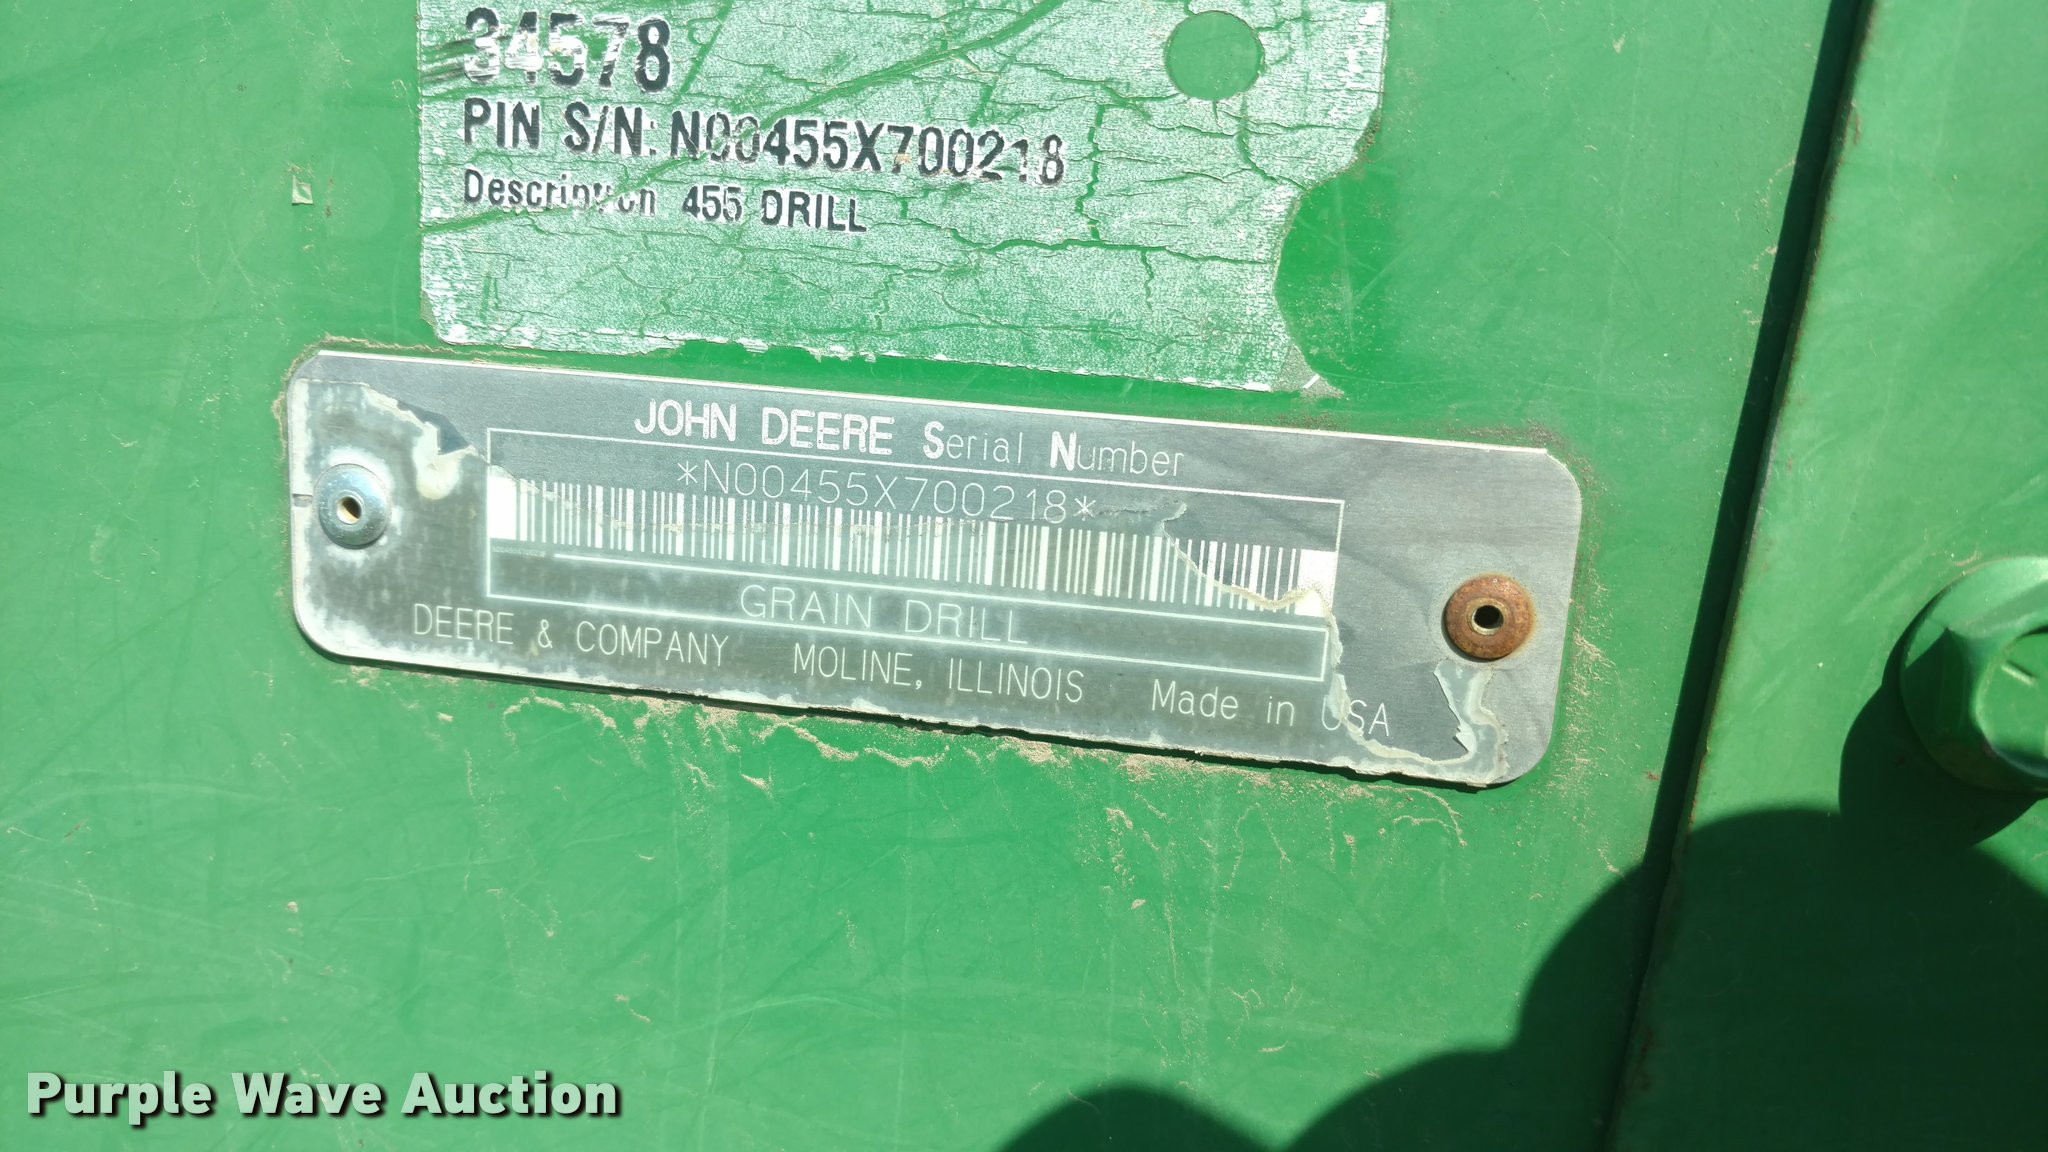 34578
PIN S/N: N00455X700218
Description 455 DRILL
JOHN DEERE Serial Number
*N00455X700218*
GRAIN DRILL
DEERE & COMPANY MOLINE, ILLINOIS Made in USA
Purple Wave Auction